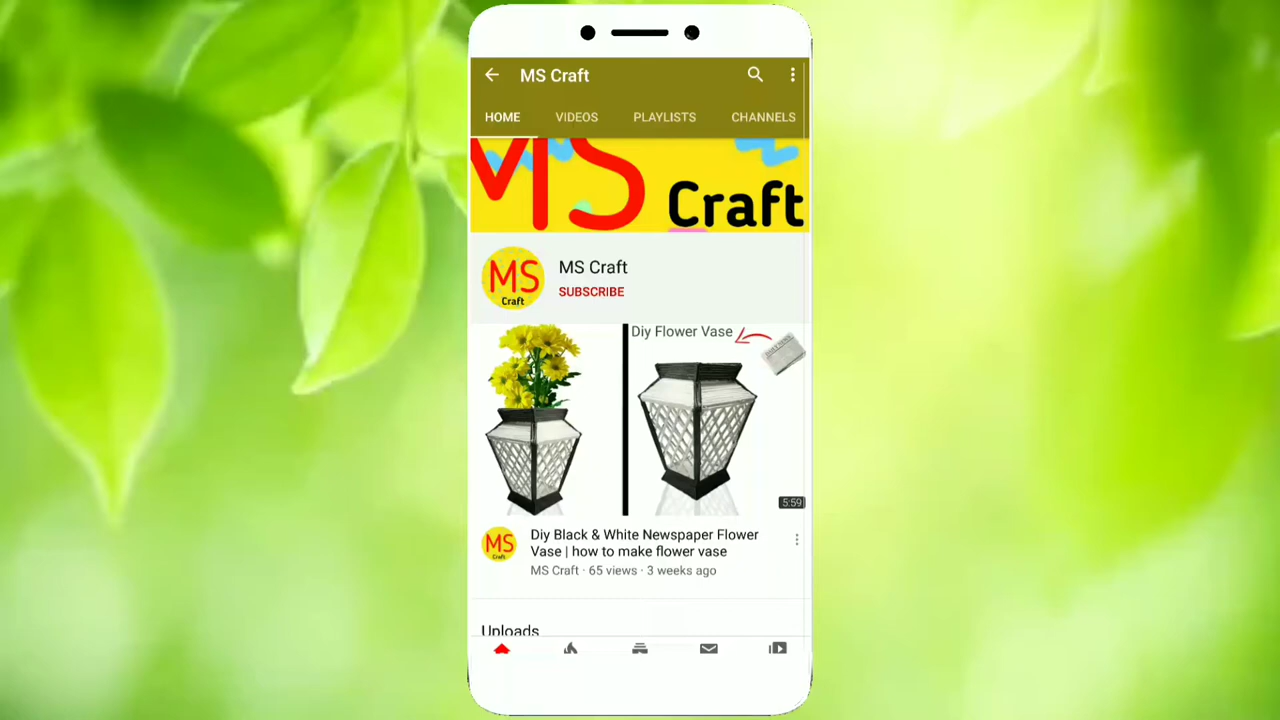 MS Craft
HOME VIDEOS PLAYLISTS CHANNELS
MS Craft
MS
Craft
MS Craft
SUBSCRIBE
Diy Flower Vase
5:59
MS
Craft
Diy Black & White Newspaper Flower
Vase | how to make flower vase
MS Craft · 65 views · 3 weeks ago
Uploads